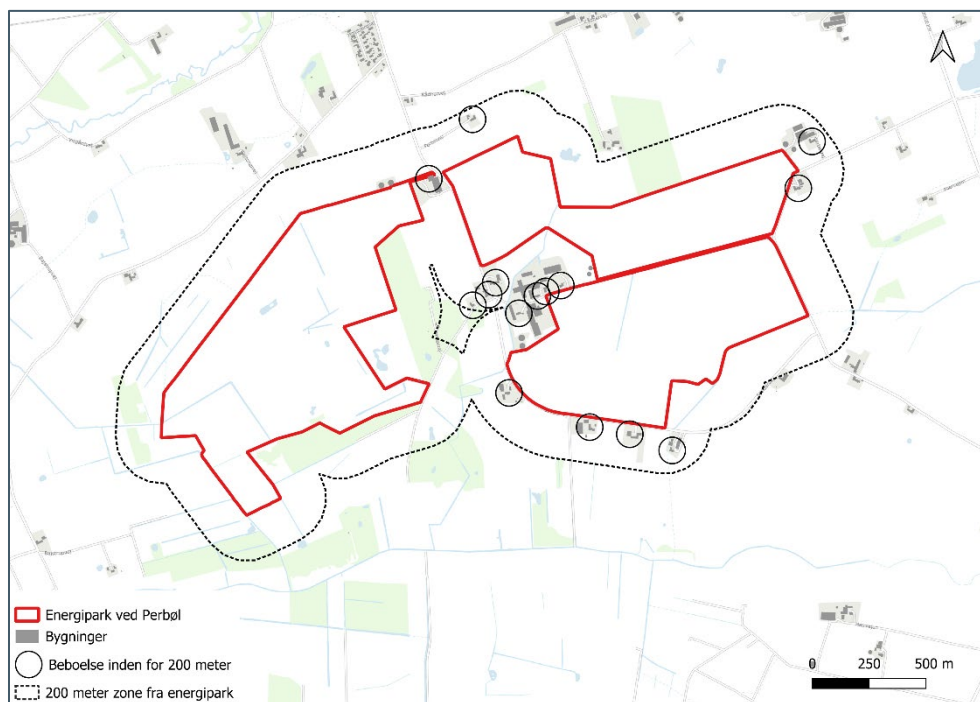 Energipark ved Perbøl
Bygninger
Beboelse inden for 200 meter
200 meter zone fra energipark
0 250 500 m